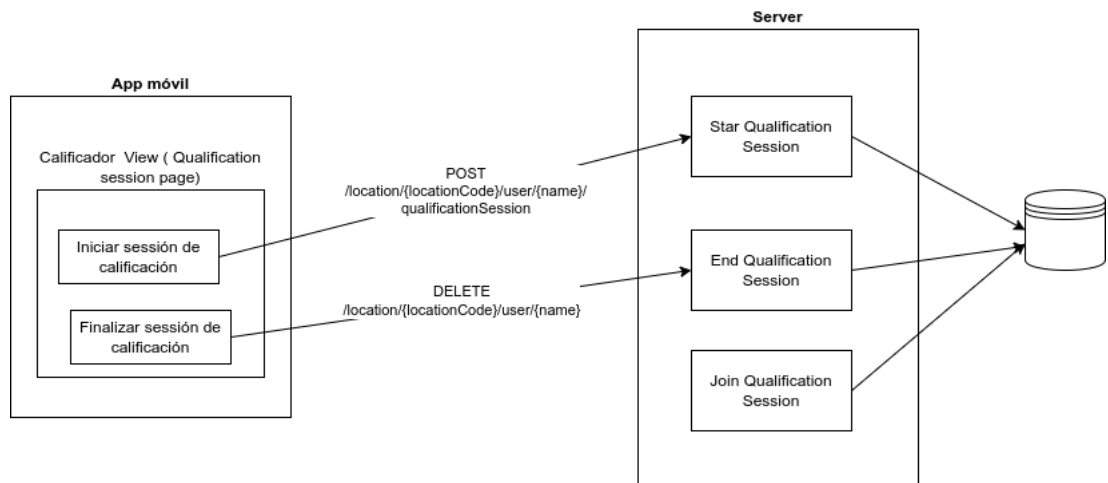 Server
App móvil
Calificador View ( Qualification
session page)
Iniciar sessión de
calificación
Finalizar sessión de
calificación
POST
/location/{locationCode}/user/{name}/
qualificationSession
DELETE
/location/{locationCode}/user/{name}
Star Qualification
Session
End Qualification
Session
Join Qualification
Session